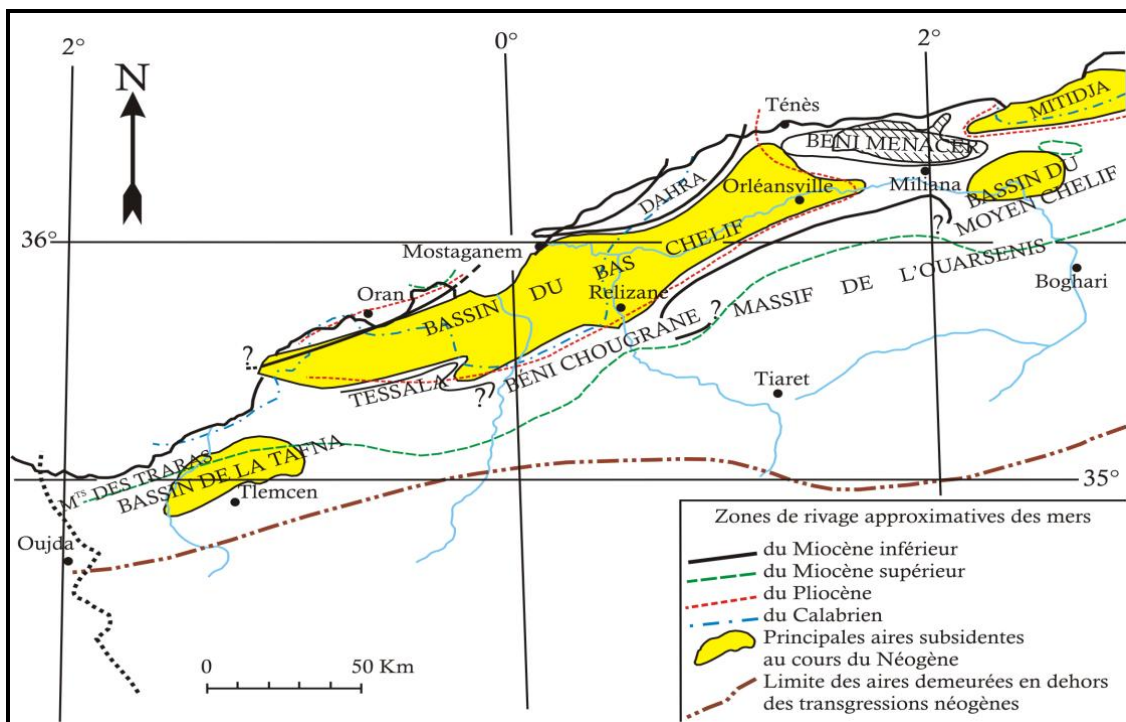 2°
0°
2°
N
Ténès
MITIDJA
BÉNI MENACER
DAHRA
Orléansville
Miliana
BASSIN DU
MOYEN CHELIF
36°
Mostaganem
?
Oran
BASSIN DU BAS CHELIF
Relizane
?
MASSIF DE L'OUARSENIS
Boghari
?
TESSALA
??
BÉNI CHOUGRANE
Tiaret
MTS DES TRARAS
BASSIN DE LA TAFNA
Tlemcen
35°
Oujda
0 50 Km
Zones de rivage approximatives des mers
du Miocène inférieur
du Miocène supérieur
du Pliocène
du Calabrien
Principales aires subsidentes
au cours du Néogène
Limite des aires demeurées en dehors
des transgressions néogènes